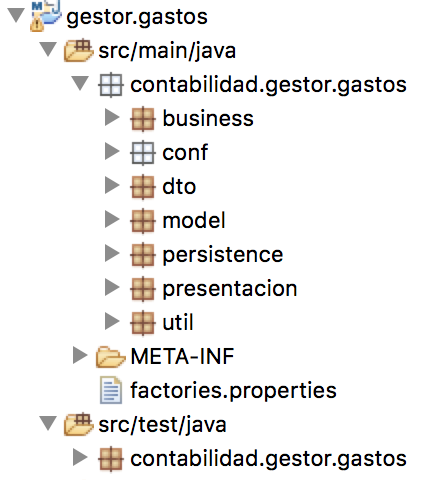 gestor.gastos
src/main/java
contabilidad.gestor.gastos
business
conf
dto
model
persistence
presentacion
util
META-INF
factories.properties
src/test/java
contabilidad.gestor.gastos